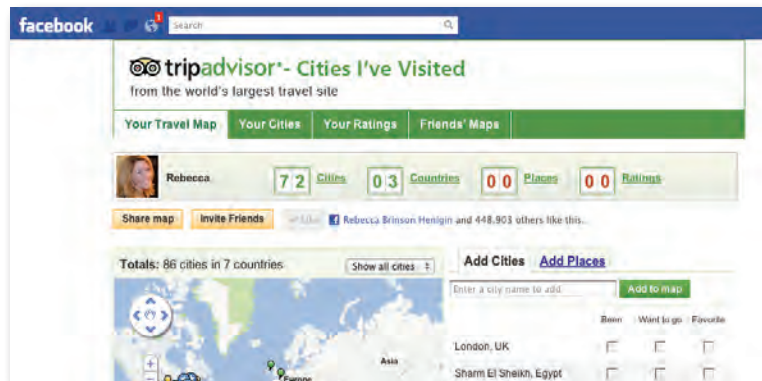 facebook
Search
tripadvisor - Cities I've Visited
from the world's largest travel site
Your Travel Map Your Cities Your Ratings Friends' Maps
Rebecca 72 Cities 03 Countries 00 Places 00 Ratings
Share map Invite Friends Like Rebecca Brinson Henigin and 448,903 others like this.
Totals: 86 cities in 7 countries Show all cities
Add Cities Add Places
Enter a city name to add Add to map
Been Want to go Favorite
London, UK
Sharm El Sheikh, Egypt
Asia
Europe